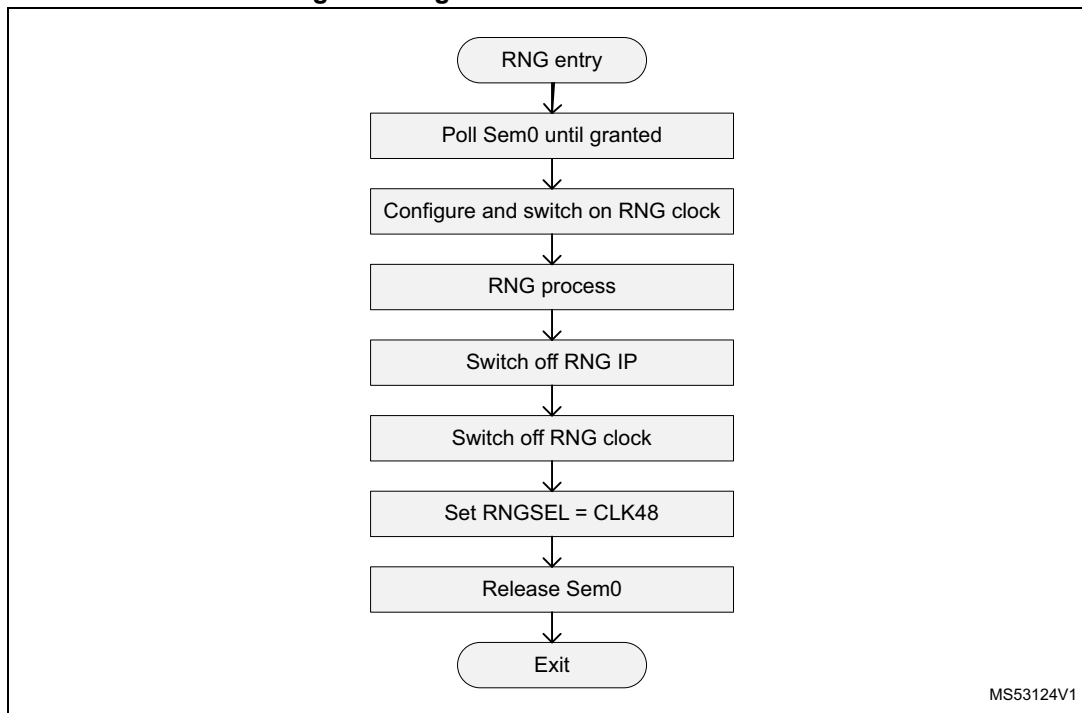 RNG entry
Poll Sem0 until granted
Configure and switch on RNG clock
RNG process
Switch off RNG IP
Switch off RNG clock
Set RNGSEL = CLK48
Release Sem0
Exit
MS53124V1